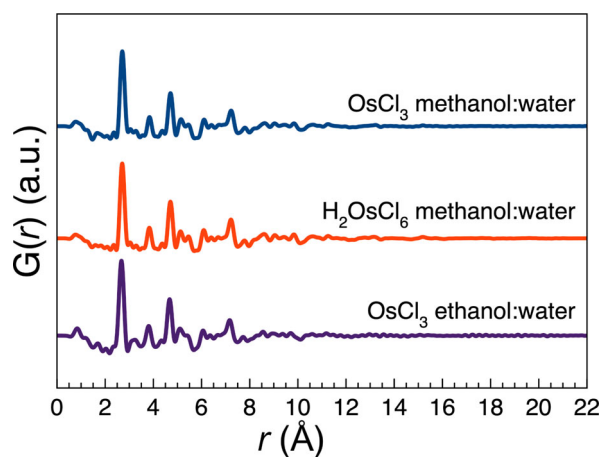 G(r) (a.u.)
OsCl₃ methanol:water
H₂OsCl₆ methanol:water
OsCl₃ ethanol:water
0 2 4 6 8 10 12 14 16 18 20 22
r (Å)